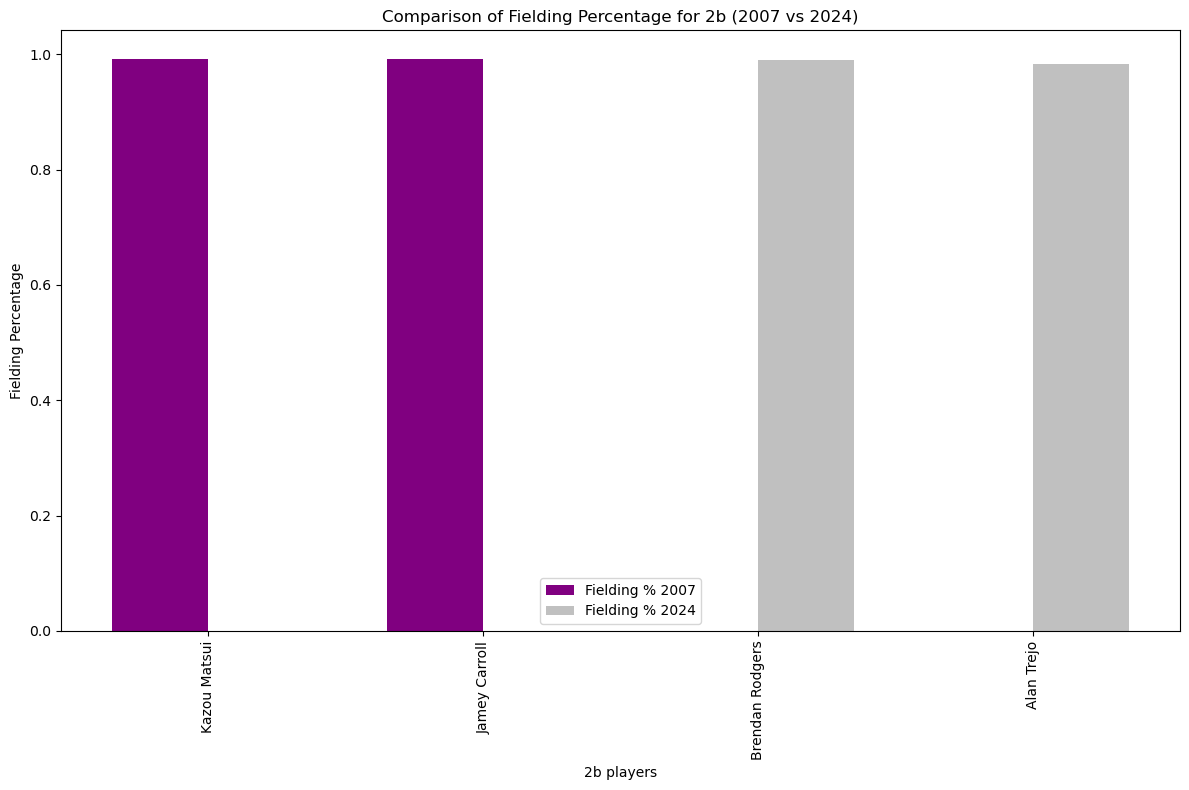 Comparison of Fielding Percentage for 2b (2007 vs 2024)
Fielding Percentage
1.0
0.8
0.6
0.4
0.2
0.0
Fielding % 2007
Fielding % 2024
Kazou Matsui
Jamey Carroll
Brendan Rodgers
Alan Trejo
2b players